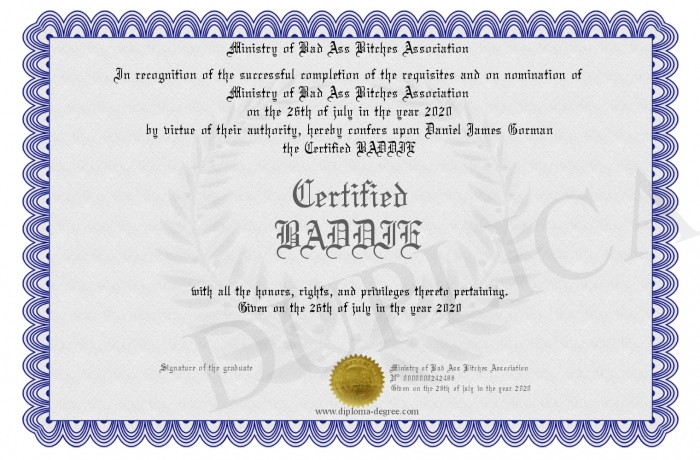 Ministry of Bad Ass Bitches Association
In recognition of the successful completion of the requisites and on nomination of
Ministry of Bad Ass Bitches Association
on the 26th of july in the year 2020
by virtue of their authority, hereby confers upon Daniel James Gorman
the Certified BADDIE
Certified
BADDIE
DUPLICA
with all the honors, rights, and privileges thereto pertaining.
Given on the 26th of july in the year 2020
Signature of the graduate
Ministry of Bad Ass Bitches Association
Nº 0000000242488
Given on the 28th of july in the year 2020
www.diploma-degree.com